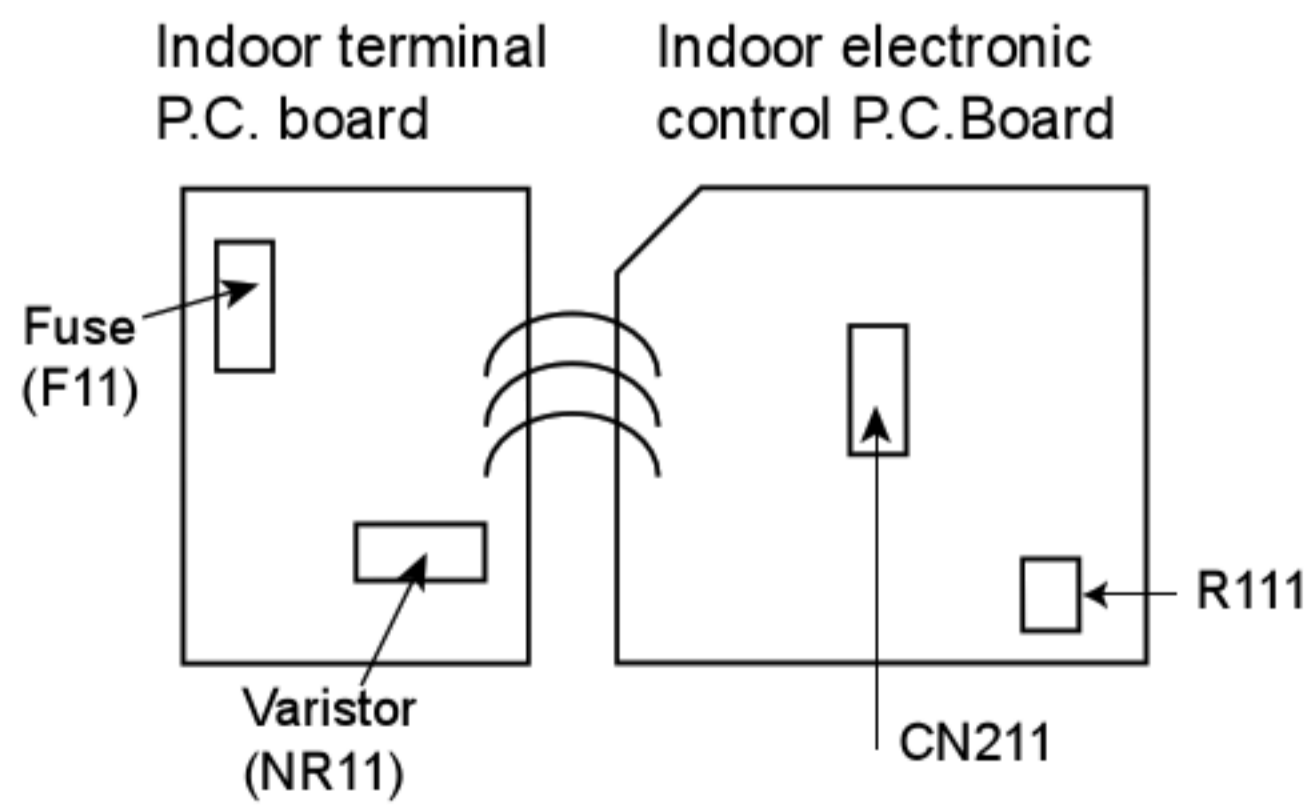 Indoor terminal
P.C. board
Indoor electronic
control P.C.Board
Fuse
(F11)
R111
Varistor
(NR11)
CN211